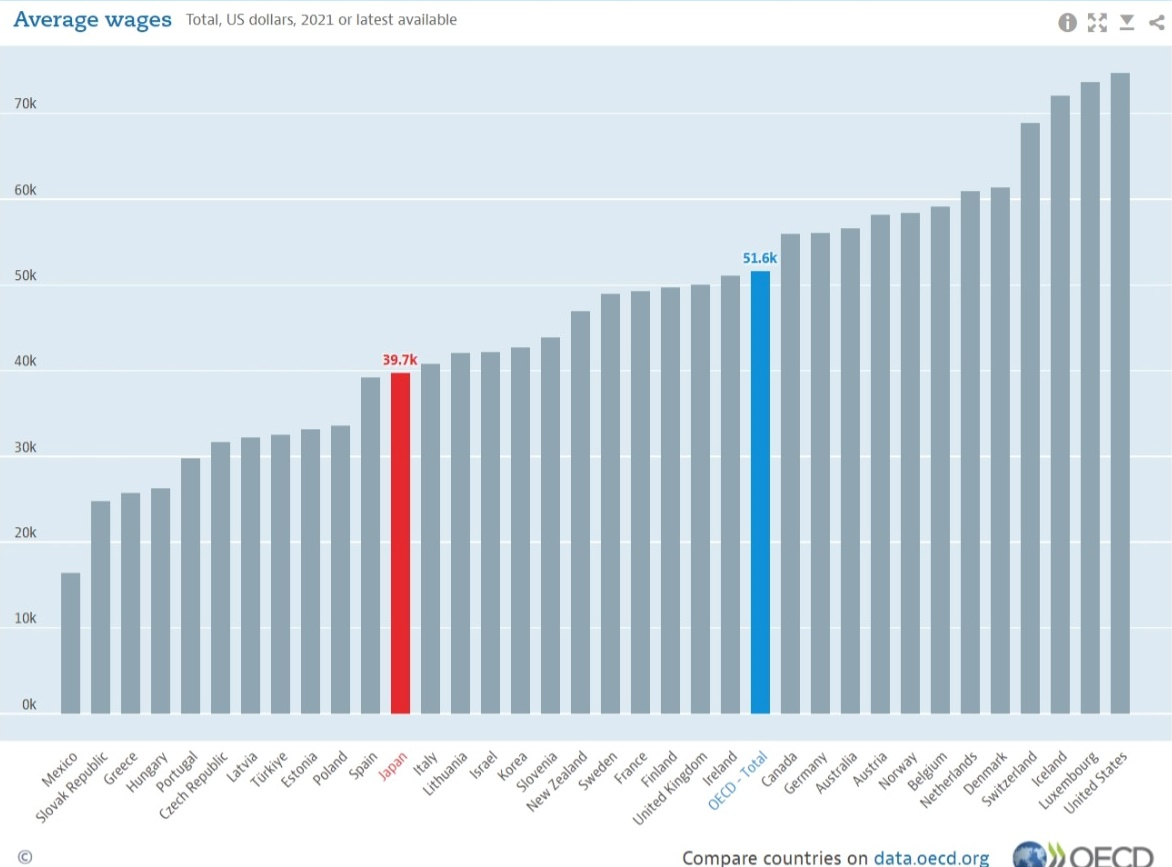 Average wages Total, US dollars, 2021 or latest available
70k
60k
50k
40k
30k
20k
10k
0k
39.7k
51.6k
Mexico
Slovak Republic
Greece
Hungary
Portugal
Czech Republic
Latvia
Türkiye
Estonia
Poland
Spain
Japan
Italy
Lithuania
Israel
Korea
Slovenia
New Zealand
Sweden
France
Finland
United Kingdom
Ireland
OECD - Total
Canada
Germany
Australia
Austria
Norway
Belgium
Netherlands
Denmark
Switzerland
Iceland
Luxembourg
United States
©
Compare countries on data.oecd.org
OECD